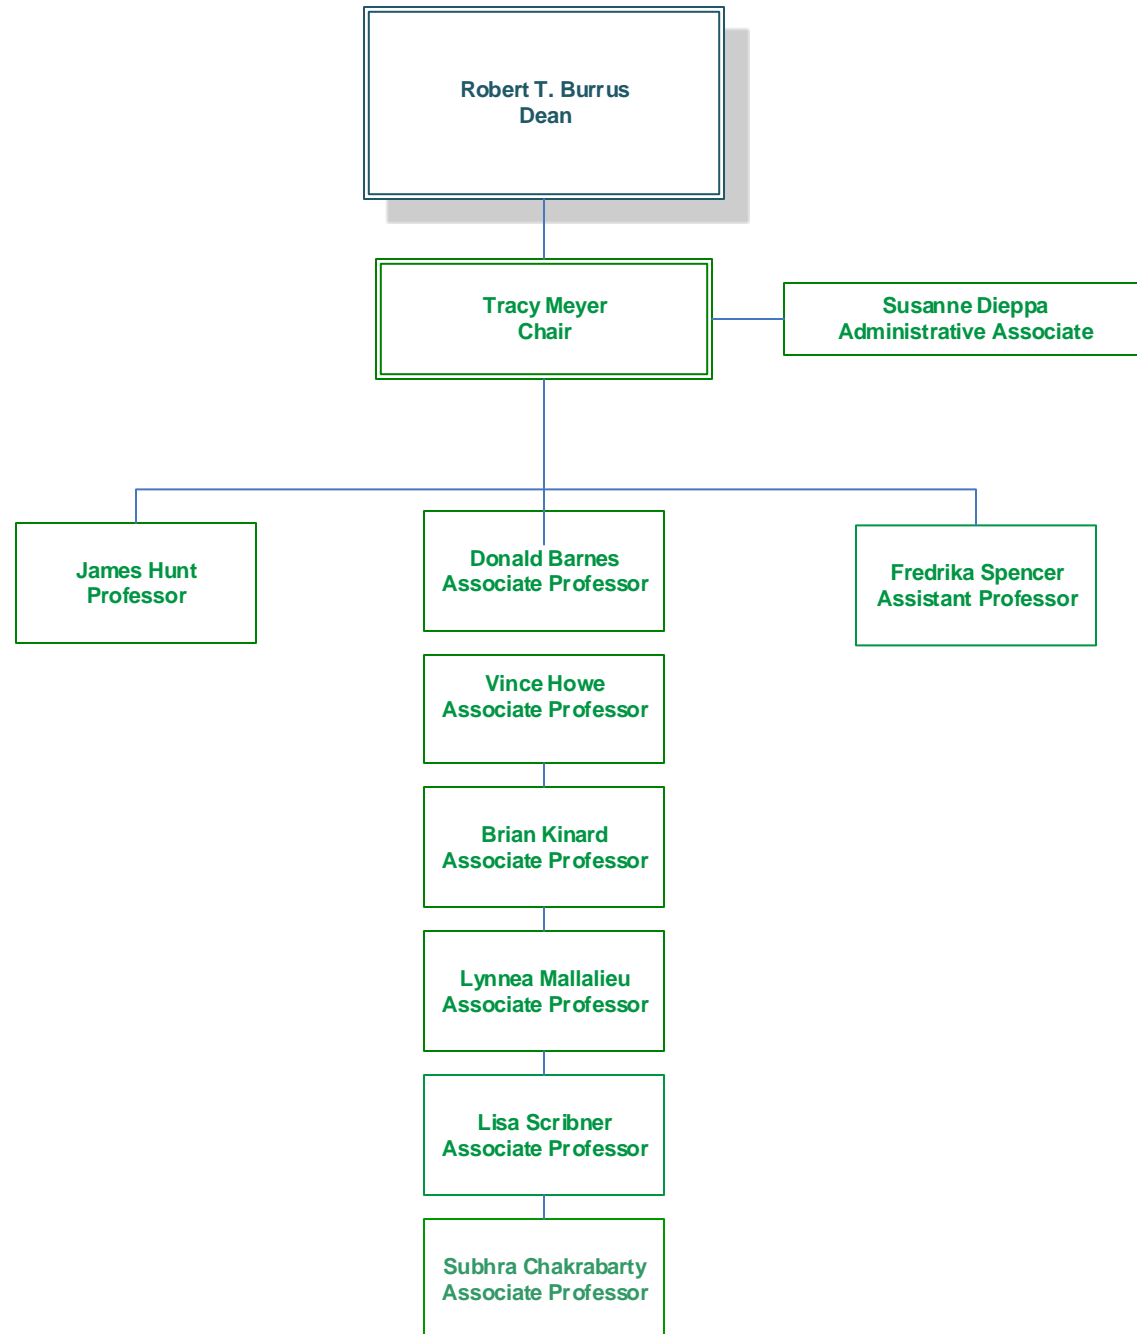 Robert T. Burrus
Dean
Tracy Meyer
Chair
Susanne Dieppa
Administrative Associate
James Hunt
Professor
Donald Barnes
Associate Professor
Fredrika Spencer
Assistant Professor
Vince Howe
Associate Professor
Brian Kinard
Associate Professor
Lynnea Mallalieu
Associate Professor
Lisa Scribner
Associate Professor
Subhra Chakrabarty
Associate Professor